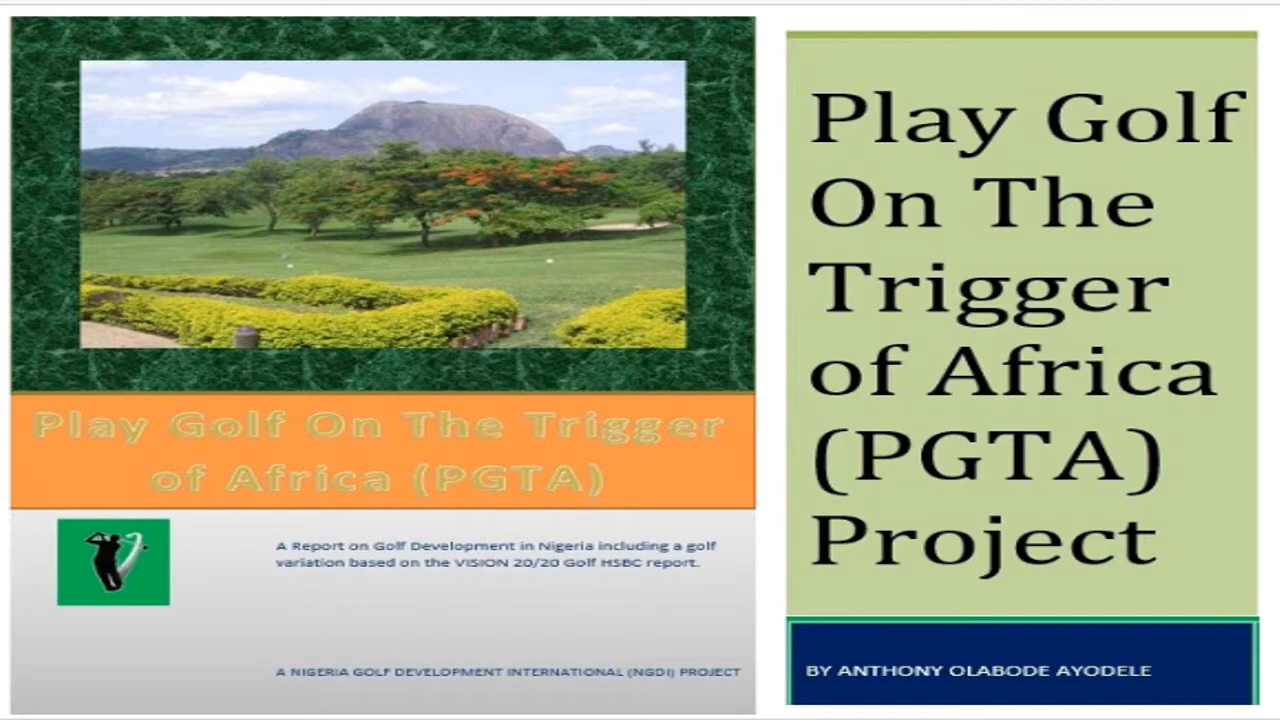 Play Golf On The Trigger
of Africa (PGTA)
A Report on Golf Development in Nigeria including a golf
variation based on the VISION 20/20 Golf HSBC report.
A NIGERIA GOLF DEVELOPMENT INTERNATIONAL (NGDI) PROJECT
Play Golf
On The
Trigger
of Africa
(PGTA)
Project
BY ANTHONY OLABODE AYODELE